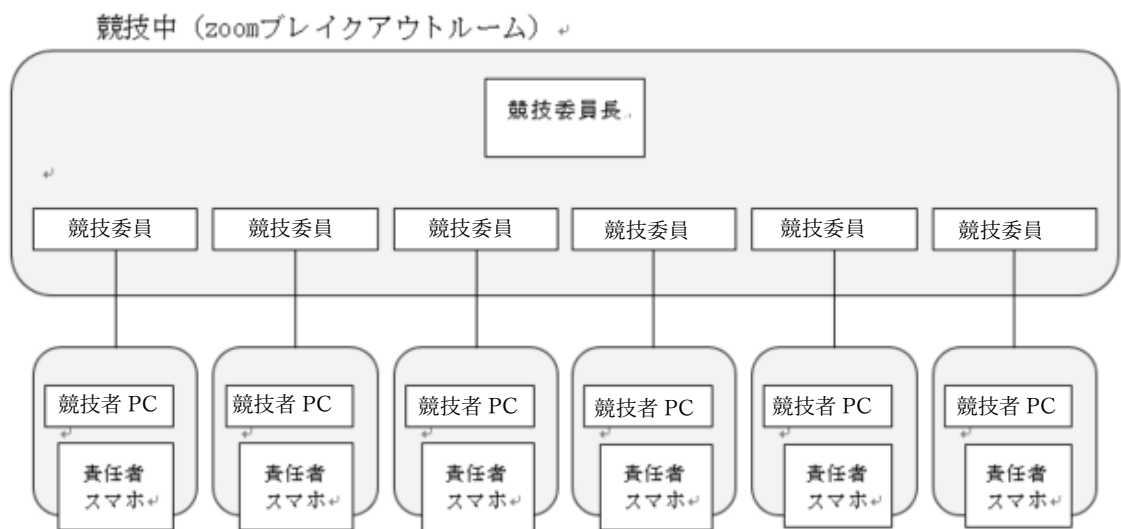 競技中（zoomブレイクアウトルーム）
競技委員長
競技委員 競技委員 競技委員 競技委員 競技委員 競技委員
競技者 PC 競技者 PC 競技者 PC 競技者 PC 競技者 PC 競技者 PC
責任者 責任者 責任者 責任者 責任者 責任者
スマホ スマホ スマホ スマホ スマホ スマホ